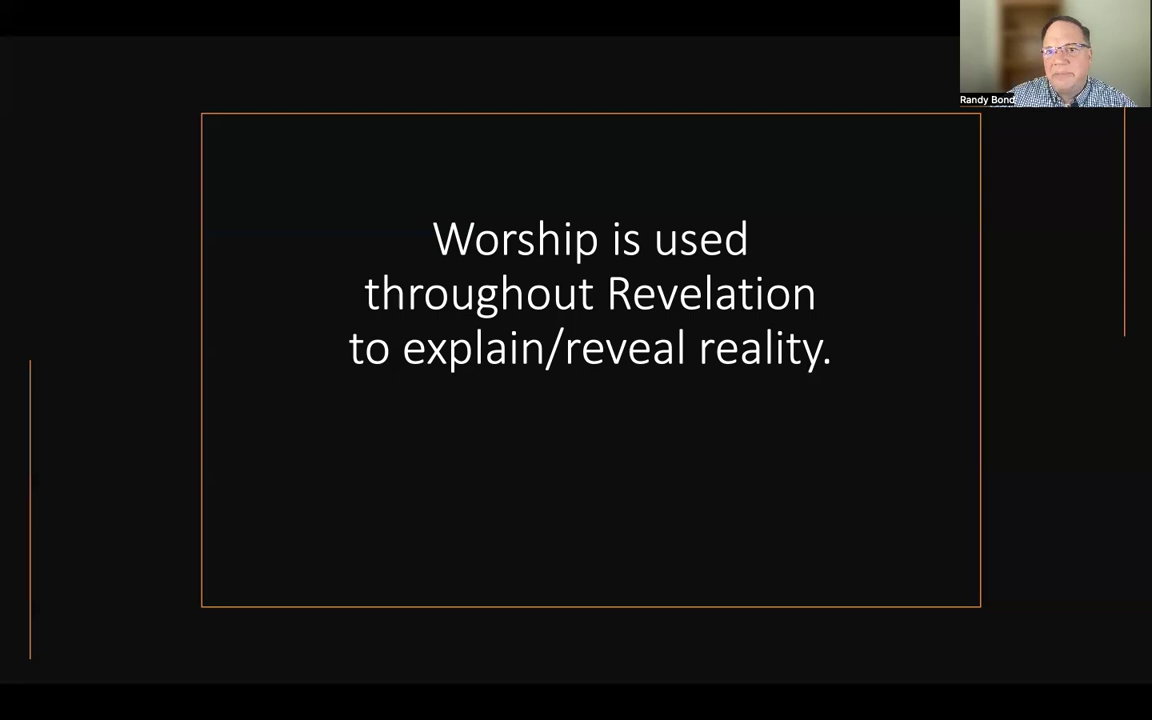 Randy Bond
Worship is used
throughout Revelation
to explain/reveal reality.